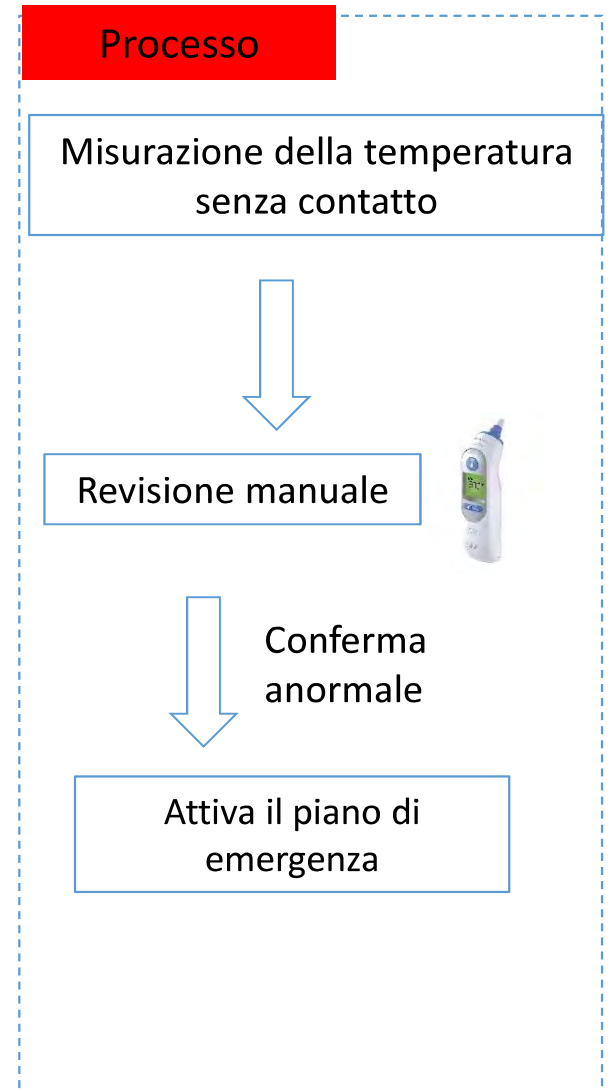 Processo
Misurazione della temperatura
senza contatto
Revisione manuale
Conferma
anormale
Attiva il piano di
emergenza